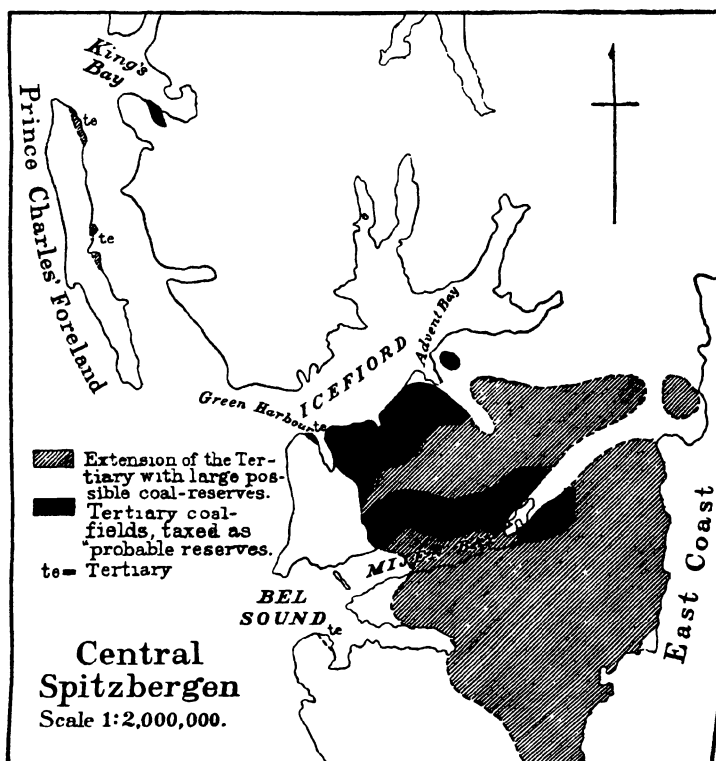 King's
Bay
te
Prince Charles' Foreland
te
Advent Bay
ICEFIORD
Green Harbour
te
Extension of the Ter-
tiary with large pos-
sible coal-reserves.
Tertiary coal-
fields, taxed as
"probable reserves.
te= Tertiary
BEL
SOUND
te
East Coast
Central
Spitzbergen
Scale 1:2,000,000.